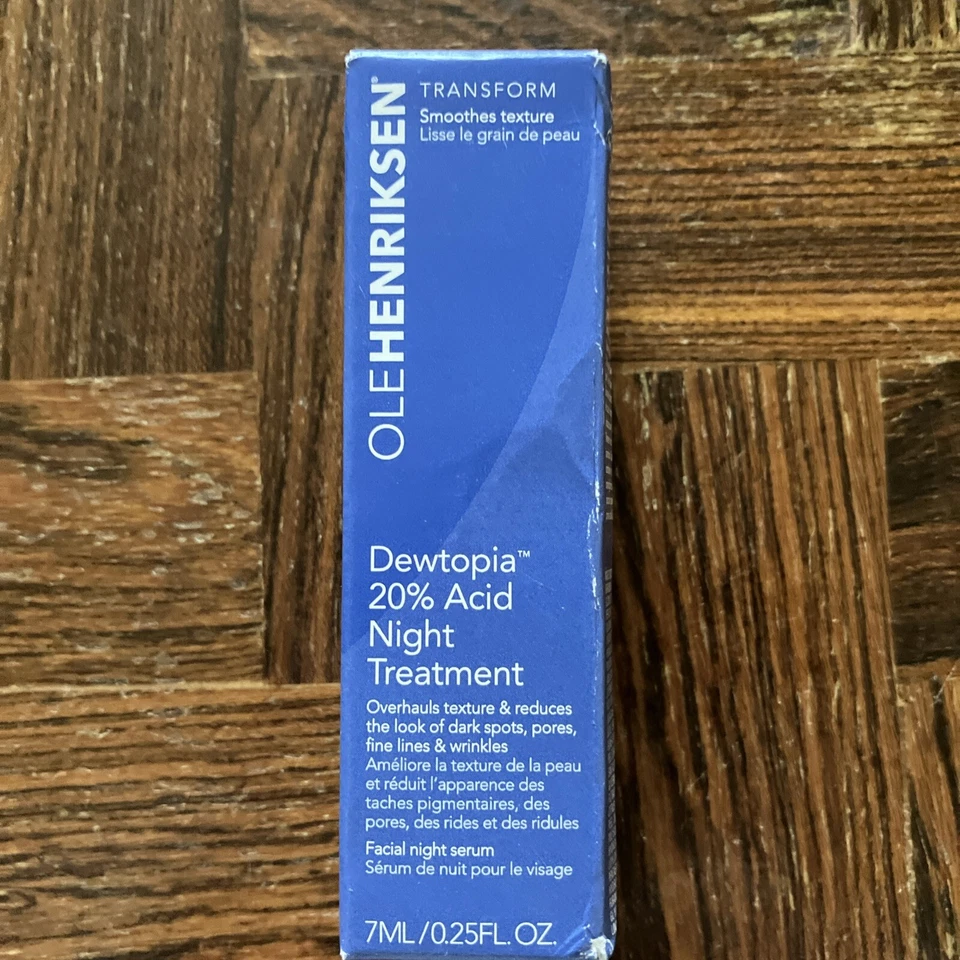 OLEHENRIKSEN®
TRANSFORM
Smoothes texture
Lisse le grain de peau
Dewtopia™
20% Acid
Night
Treatment
Overhauls texture & reduces
the look of dark spots, pores,
fine lines & wrinkles
Améliore la texture de la peau
et réduit l'apparence des
taches pigmentaires, des
pores, des rides et des ridules
Facial night serum
Sérum de nuit pour le visage
7ML/0.25FL. OZ.